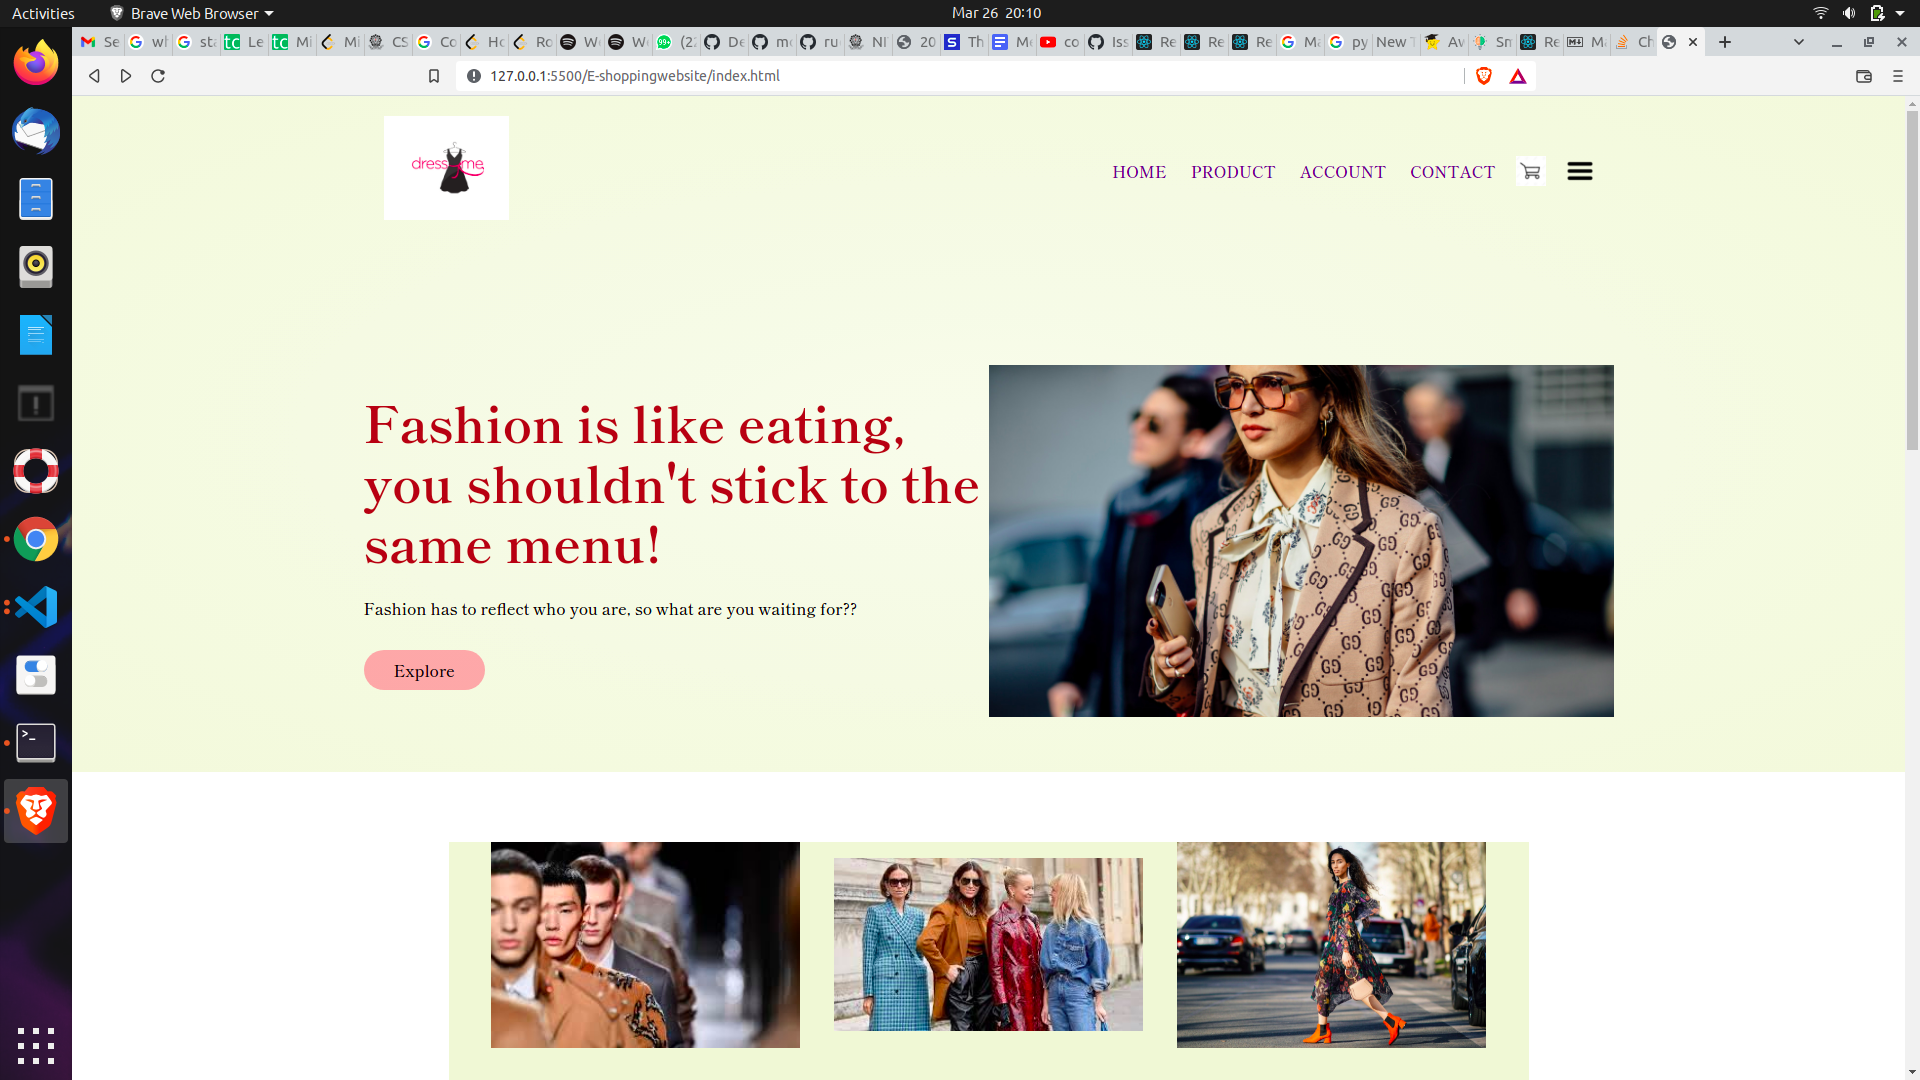 Activities
Brave Web Browser
Mar 26 20:10
Se
wh
sta
Le
Mi
Mi
CS
Co
Ho
Ro
W
W
(2
De
m
ru
NI
20
Th
M
co
Iss
Re
Re
Re
M
py
New T
Av
Sn
Re
M
Ch
127.0.0.1:5500/E-shoppingwebsite/index.html
dress me
HOME
PRODUCT
ACCOUNT
CONTACT
Fashion is like eating,
you shouldn't stick to the
same menu!
Fashion has to reflect who you are, so what are you waiting for??
Explore